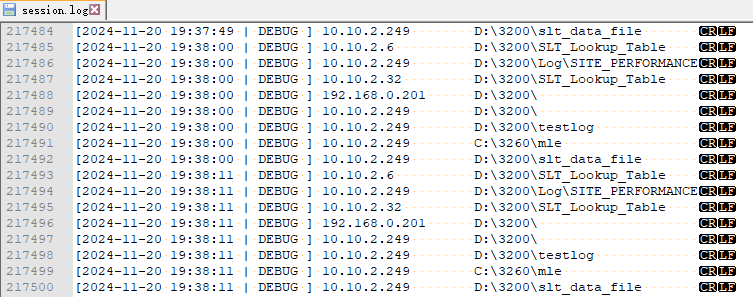 session.log
217484 [2024-11-20 19:37:49 | DEBUG ] 10.10.2.249 D:\3200\slt_data_file CRLF
217485 [2024-11-20 19:38:00 | DEBUG ] 10.10.2.6 D:\3200\SLT_Lookup_Table CRLF
217486 [2024-11-20 19:38:00 | DEBUG ] 10.10.2.249 D:\3200\Log\SITE_PERFORMANCE CRLF
217487 [2024-11-20 19:38:00 | DEBUG ] 10.10.2.32 D:\3200\SLT_Lookup_Table CRLF
217488 [2024-11-20 19:38:00 | DEBUG ] 192.168.0.201 D:\3200\ CRLF
217489 [2024-11-20 19:38:00 | DEBUG ] 10.10.2.249 D:\3200\ CRLF
217490 [2024-11-20 19:38:00 | DEBUG ] 10.10.2.249 D:\3200\testlog CRLF
217491 [2024-11-20 19:38:00 | DEBUG ] 10.10.2.249 C:\3260\mle CRLF
217492 [2024-11-20 19:38:00 | DEBUG ] 10.10.2.249 D:\3200\slt_data_file CRLF
217493 [2024-11-20 19:38:11 | DEBUG ] 10.10.2.6 D:\3200\SLT_Lookup_Table CRLF
217494 [2024-11-20 19:38:11 | DEBUG ] 10.10.2.249 D:\3200\Log\SITE_PERFORMANCE CRLF
217495 [2024-11-20 19:38:11 | DEBUG ] 10.10.2.32 D:\3200\SLT_Lookup_Table CRLF
217496 [2024-11-20 19:38:11 | DEBUG ] 192.168.0.201 D:\3200\ CRLF
217497 [2024-11-20 19:38:11 | DEBUG ] 10.10.2.249 D:\3200\ CRLF
217498 [2024-11-20 19:38:11 | DEBUG ] 10.10.2.249 D:\3200\testlog CRLF
217499 [2024-11-20 19:38:11 | DEBUG ] 10.10.2.249 C:\3260\mle CRLF
217500 [2024-11-20 19:38:11 | DEBUG ] 10.10.2.249 D:\3200\slt_data_file CRLF